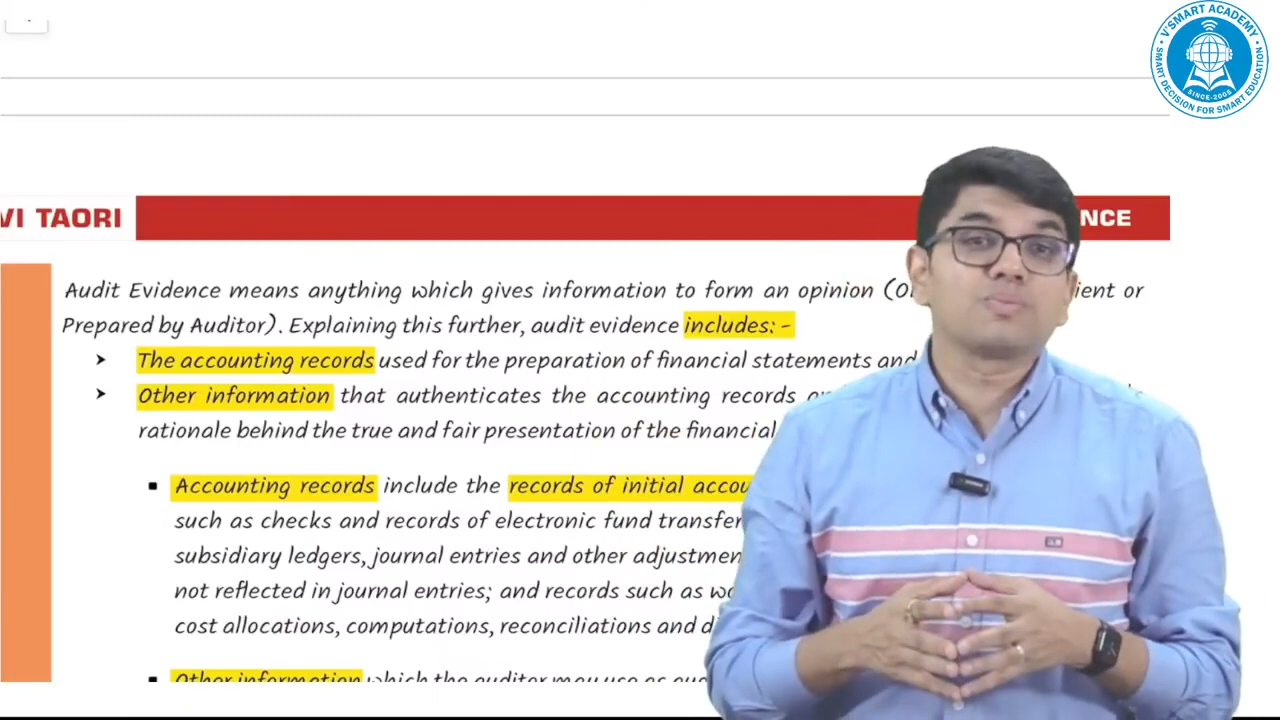 V'SMART ACADEMY
SMART DECISION FOR SMART EDUCATION
SINCE-2005
VI TAORI
NCE
Audit Evidence means anything which gives information to form an opinion
ient or
Prepared by Auditor). Explaining this further, audit evidence includes: -
➤ The accounting records used for the preparation of financial statements and
➤ Other information that authenticates the accounting records
rationale behind the true and fair presentation of the financial
▪ Accounting records include the records of initial
such as checks and records of electronic fund
subsidiary ledgers, journal entries and other
not reflected in journal entries; and records such as
cost allocations, computations, reconciliations and
▪ Other information which the auditor may use as